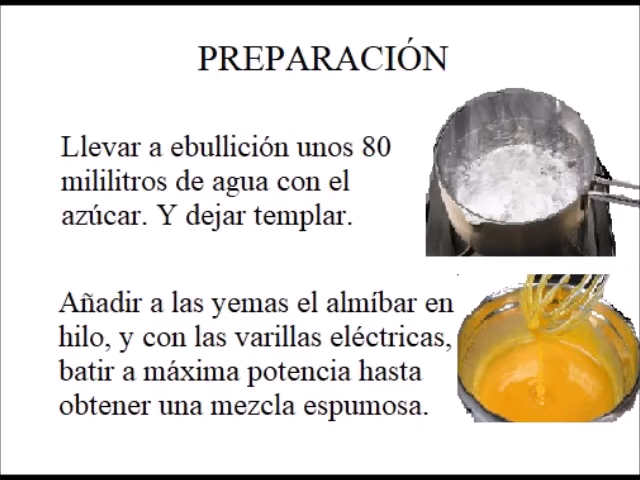 PREPARACIÓN
Llevar a ebullición unos 80
mililitros de agua con el
azúcar. Y dejar templar.
Añadir a las yemas el almíbar en
hilo, y con las varillas eléctricas,
batir a máxima potencia hasta
obtener una mezcla espumosa.